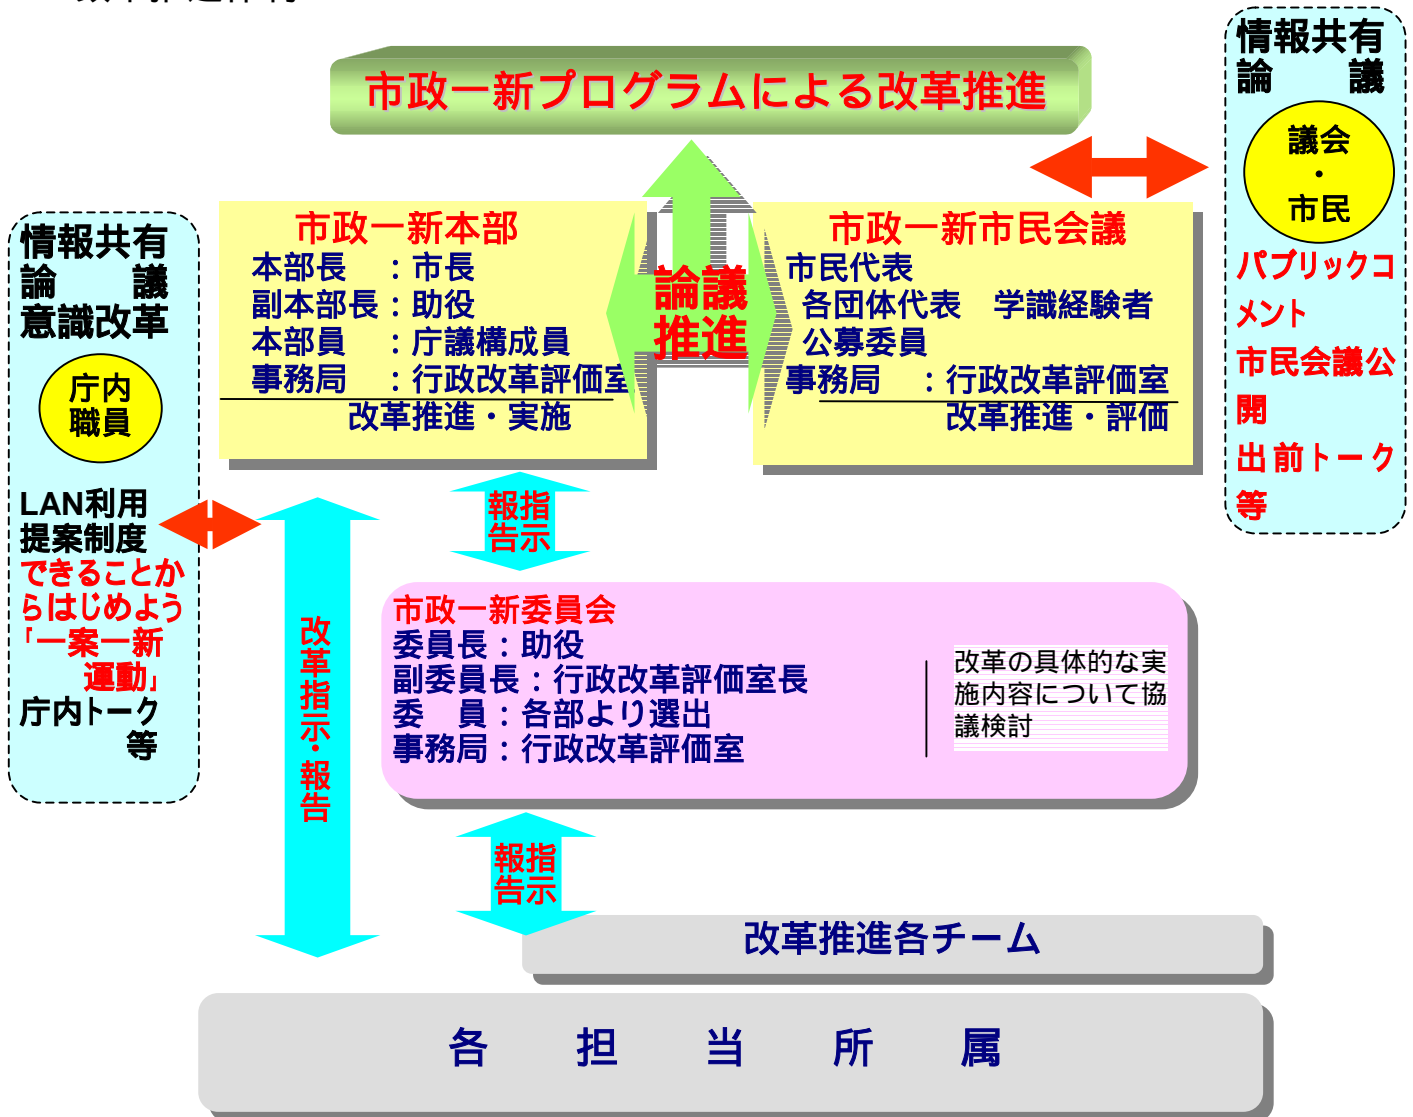 市政一新プログラムによる改革推進
情報共有
論　　議
議会
・
市民
パブリックコ
メント
市民会議公
開
出前トーク
等
市政一新本部
本部長　：市長
副本部長：助役
本部員　：庁議構成員
事務局　：行政改革評価室
改革推進・実施
論議
推進
市政一新市民会議
市民代表
各団体代表　学識経験者
公募委員
事務局　：行政改革評価室
改革推進・評価
情報共有
論　　議
意識改革
庁内
職員
LAN利用
提案制度
できることか
らはじめよう
「一案一新
運動」
庁内トーク
等
改革指示・報告
報指
告示
市政一新委員会
委員長：助役
副委員長：行政改革評価室長
委　員：各部より選出
事務局：行政改革評価室
改革の具体的な実
施内容について協
議検討
報指
告示
改革推進各チーム
各　担　当　所　属